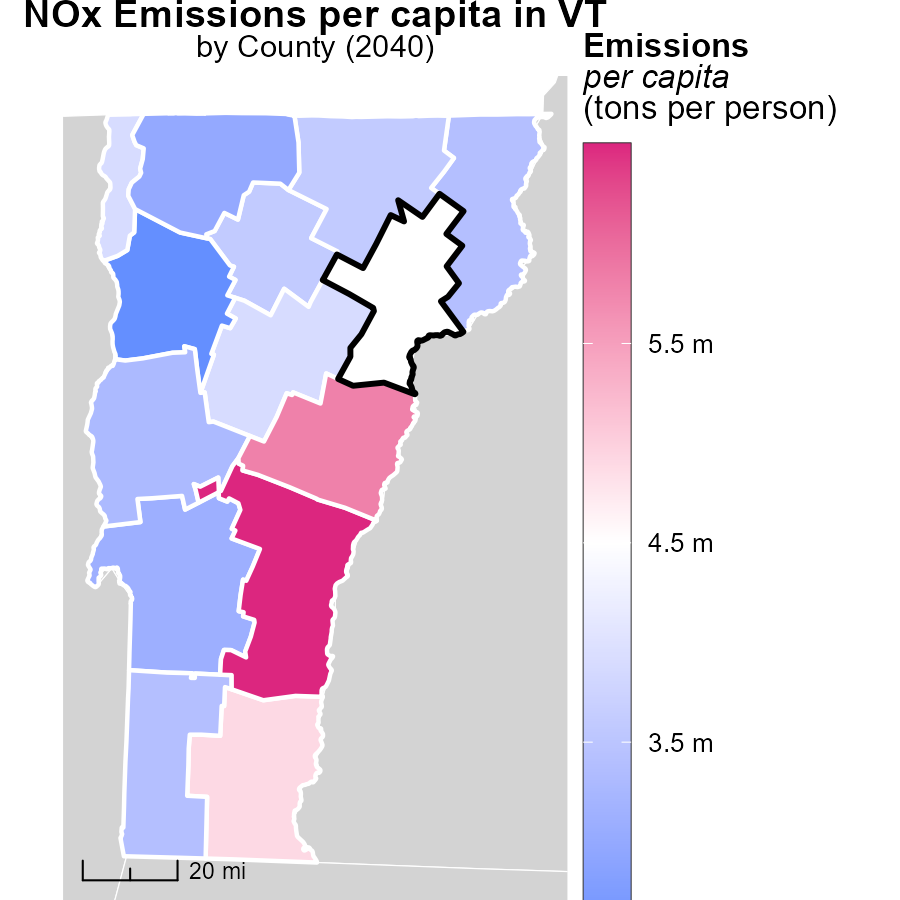 NOx Emissions per capita in VT
by County (2040)
Emissions
per capita
(tons per person)
5.5 m
4.5 m
3.5 m
20 mi